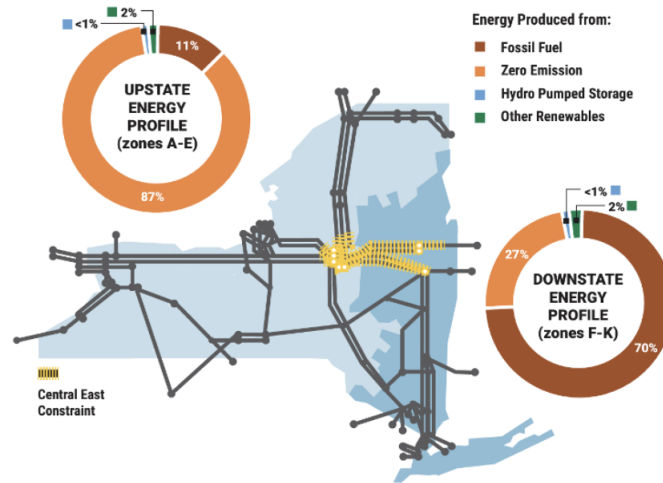 <1%
2%
11%
UPSTATE
ENERGY
PROFILE
(zones A-E)
87%
Energy Produced from:
Fossil Fuel
Zero Emission
Hydro Pumped Storage
Other Renewables
<1%
2%
27%
DOWNSTATE
ENERGY
PROFILE
(zones F-K)
70%
Central East
Constraint